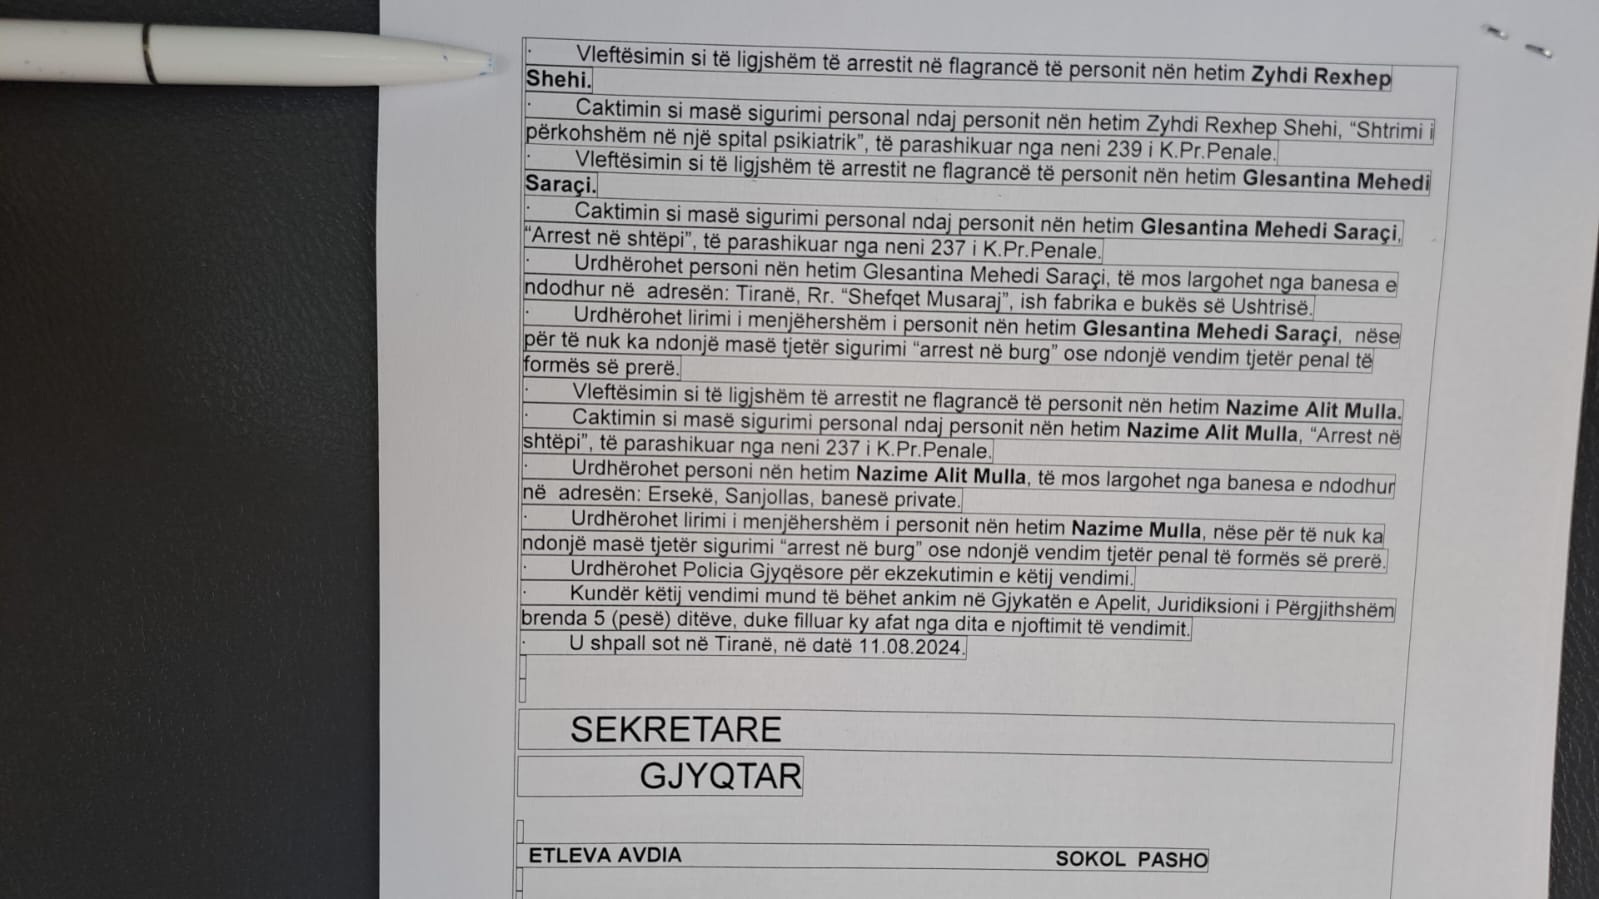 · Vleftësimin si të ligjshëm të arrestit në flagrancë të personit nën hetim Zyhdi Rexhep
Shehi.
· Caktimin si masë sigurimi personal ndaj personit nën hetim Zyhdi Rexhep Shehi, “Shtrimi i
përkohshëm në një spital psikiatrik”, të parashikuar nga neni 239 i K.Pr.Penale.
· Vleftësimin si të ligjshëm të arrestit ne flagrancë të personit nën hetim Glesantina Mehedi
Saraçi.
· Caktimin si masë sigurimi personal ndaj personit nën hetim Glesantina Mehedi Saraçi,
“Arrest në shtëpi”, të parashikuar nga neni 237 i K.Pr.Penale.
· Urdhërohet personi nën hetim Glesantina Mehedi Saraçi, të mos largohet nga banesa e
ndodhur në adresën: Tiranë, Rr. “Shefqet Musaraj”, ish fabrika e bukës së Ushtrisë.
· Urdhërohet lirimi i menjëhershëm i personit nën hetim Glesantina Mehedi Saraçi, nëse
për të nuk ka ndonjë masë tjetër sigurimi “arrest në burg” ose ndonjë vendim tjetër penal të
formës së prerë.
· Vleftësimin si të ligjshëm të arrestit ne flagrancë të personit nën hetim Nazime Alit Mulla.
· Caktimin si masë sigurimi personal ndaj personit nën hetim Nazime Alit Mulla, “Arrest në
shtëpi”, të parashikuar nga neni 237 i K.Pr.Penale.
· Urdhërohet personi nën hetim Nazime Alit Mulla, të mos largohet nga banesa e ndodhur
në adresën: Ersekë, Sanjollas, banesë private.
· Urdhërohet lirimi i menjëhershëm i personit nën hetim Nazime Mulla, nëse për të nuk ka
ndonjë masë tjetër sigurimi “arrest në burg” ose ndonjë vendim tjetër penal të formës së prerë.
· Urdhërohet Policia Gjyqësore për ekzekutimin e këtij vendimi.
· Kundër këtij vendimi mund të bëhet ankim në Gjykatën e Apelit, Juridiksioni i Përgjithshëm
brenda 5 (pesë) ditëve, duke filluar ky afat nga dita e njoftimit të vendimit.
· U shpall sot në Tiranë, në datë 11.08.2024.
SEKRETARE
GJYQTAR
ETLEVA AVDIA SOKOL PASHO